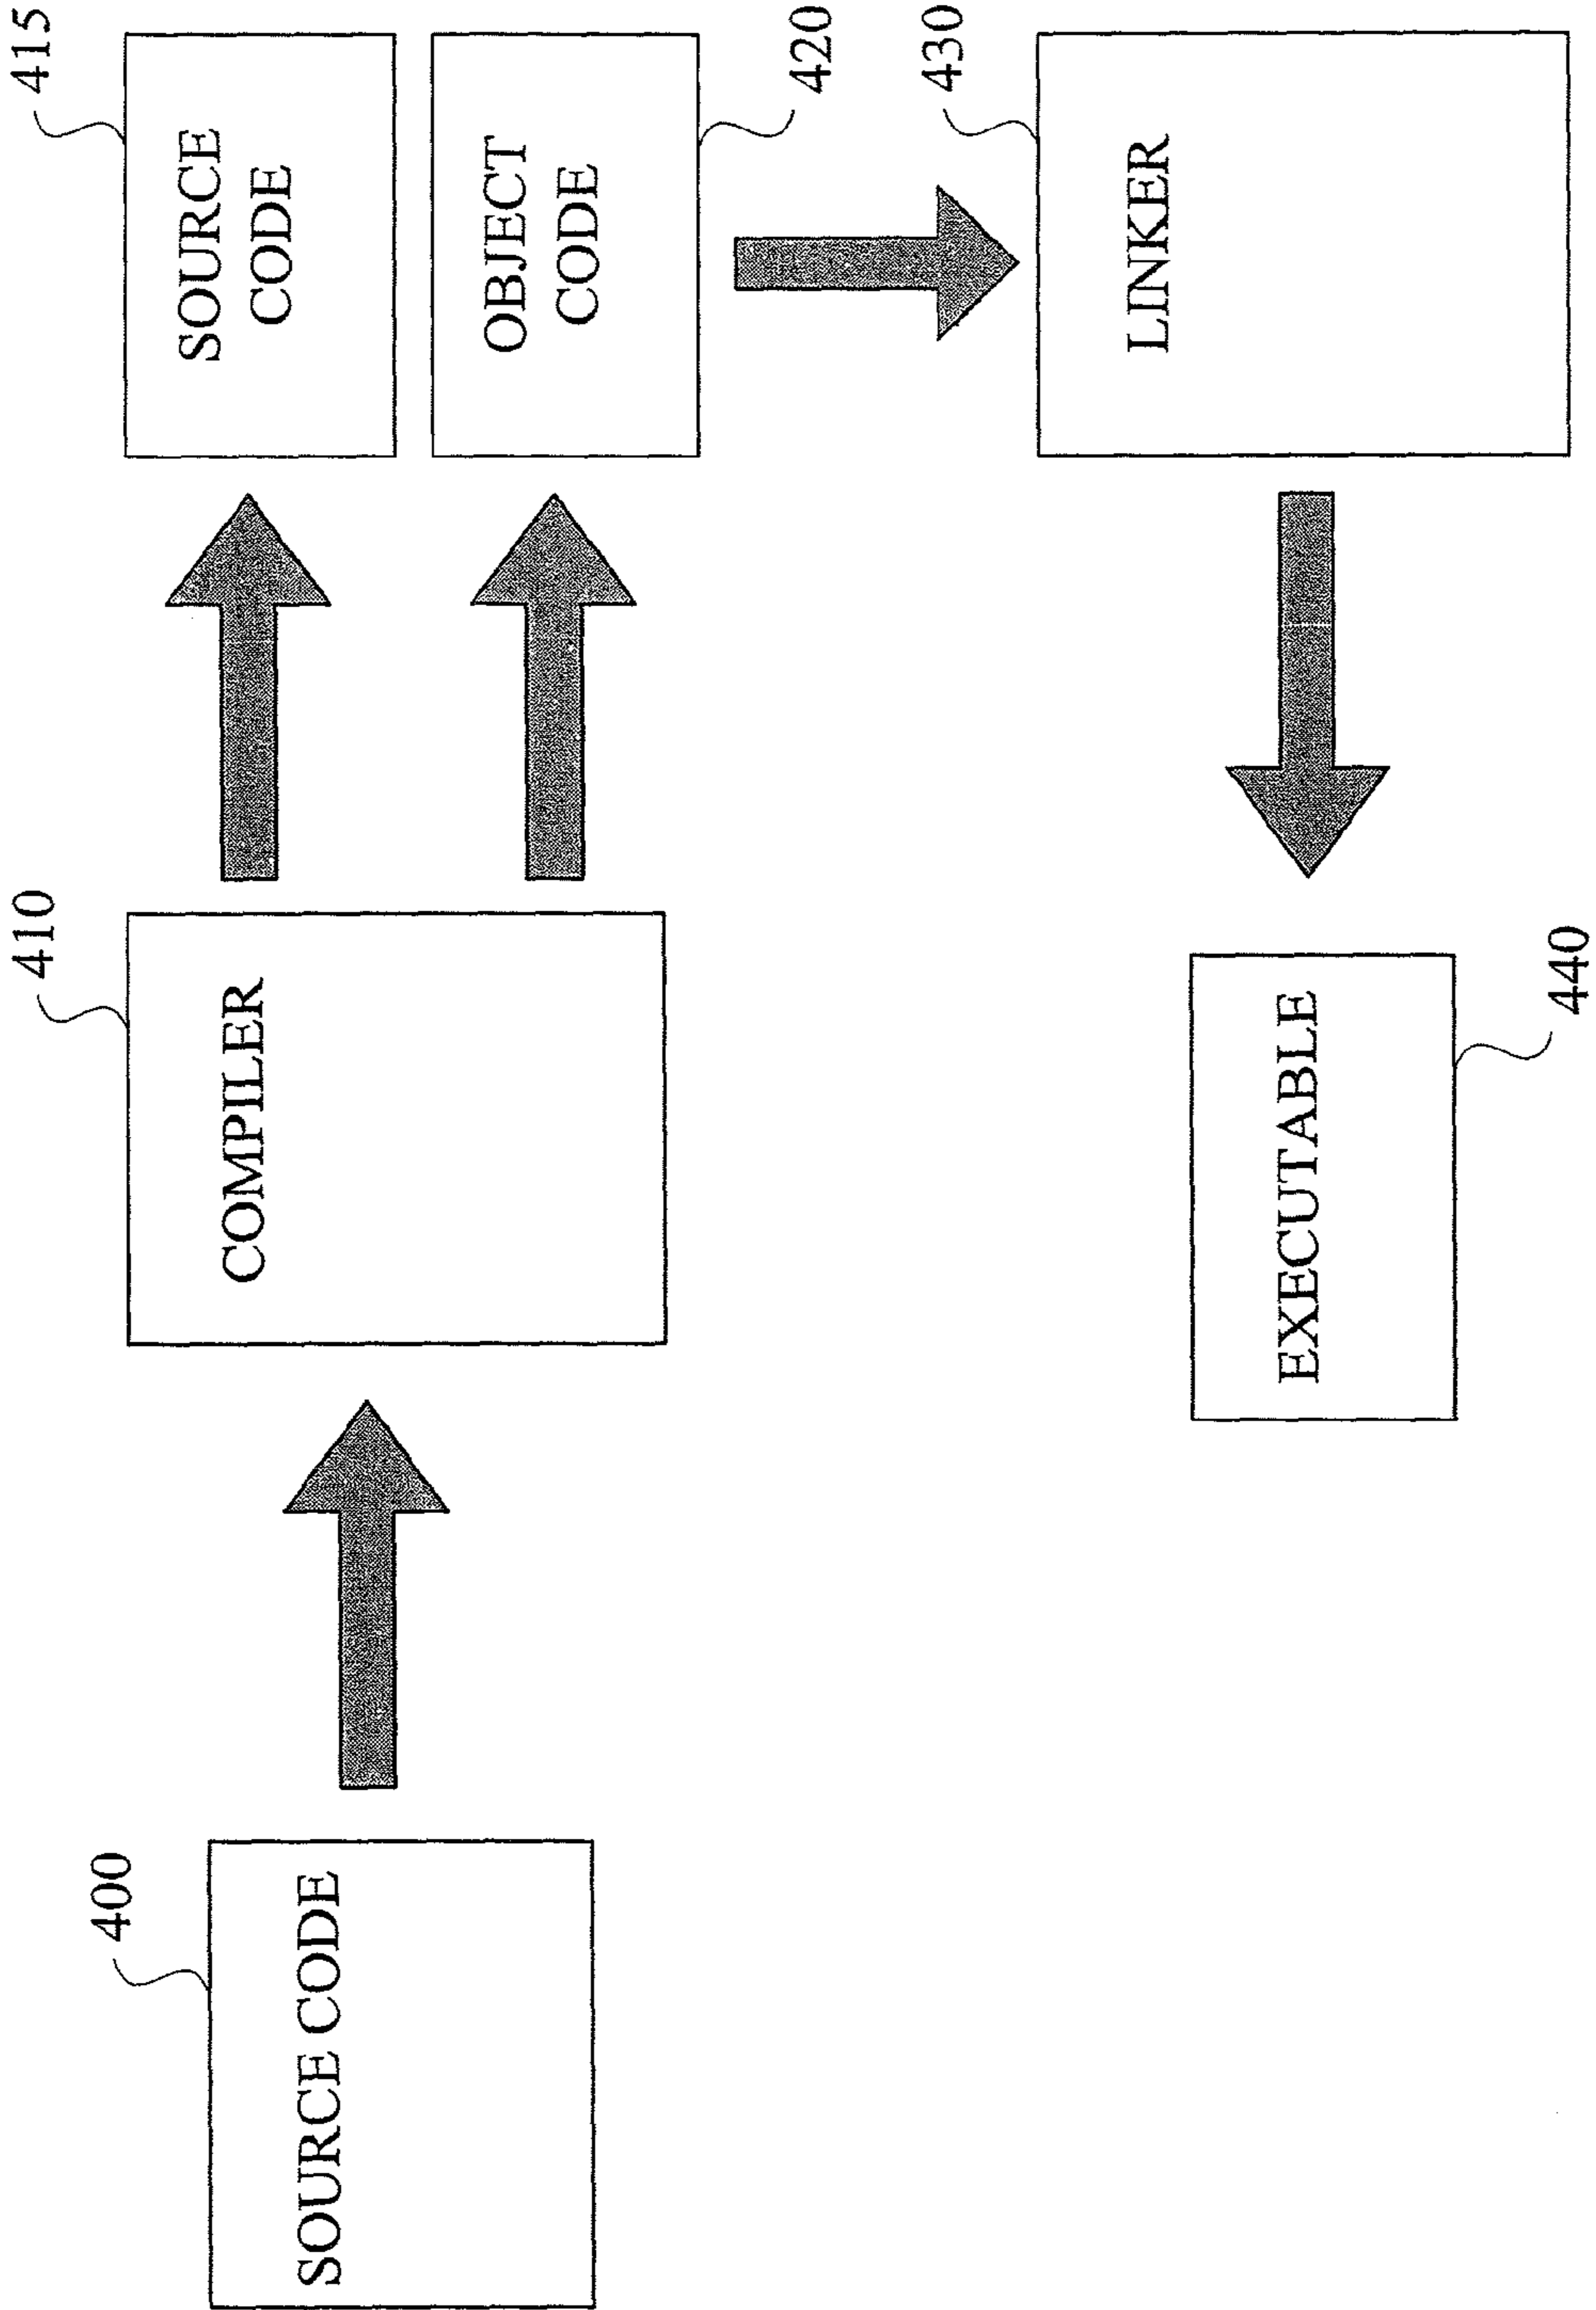 400
SOURCE CODE
410
COMPILER
415
SOURCE
CODE
OBJECT
CODE
420
430
LINKER
EXECUTABLE
440